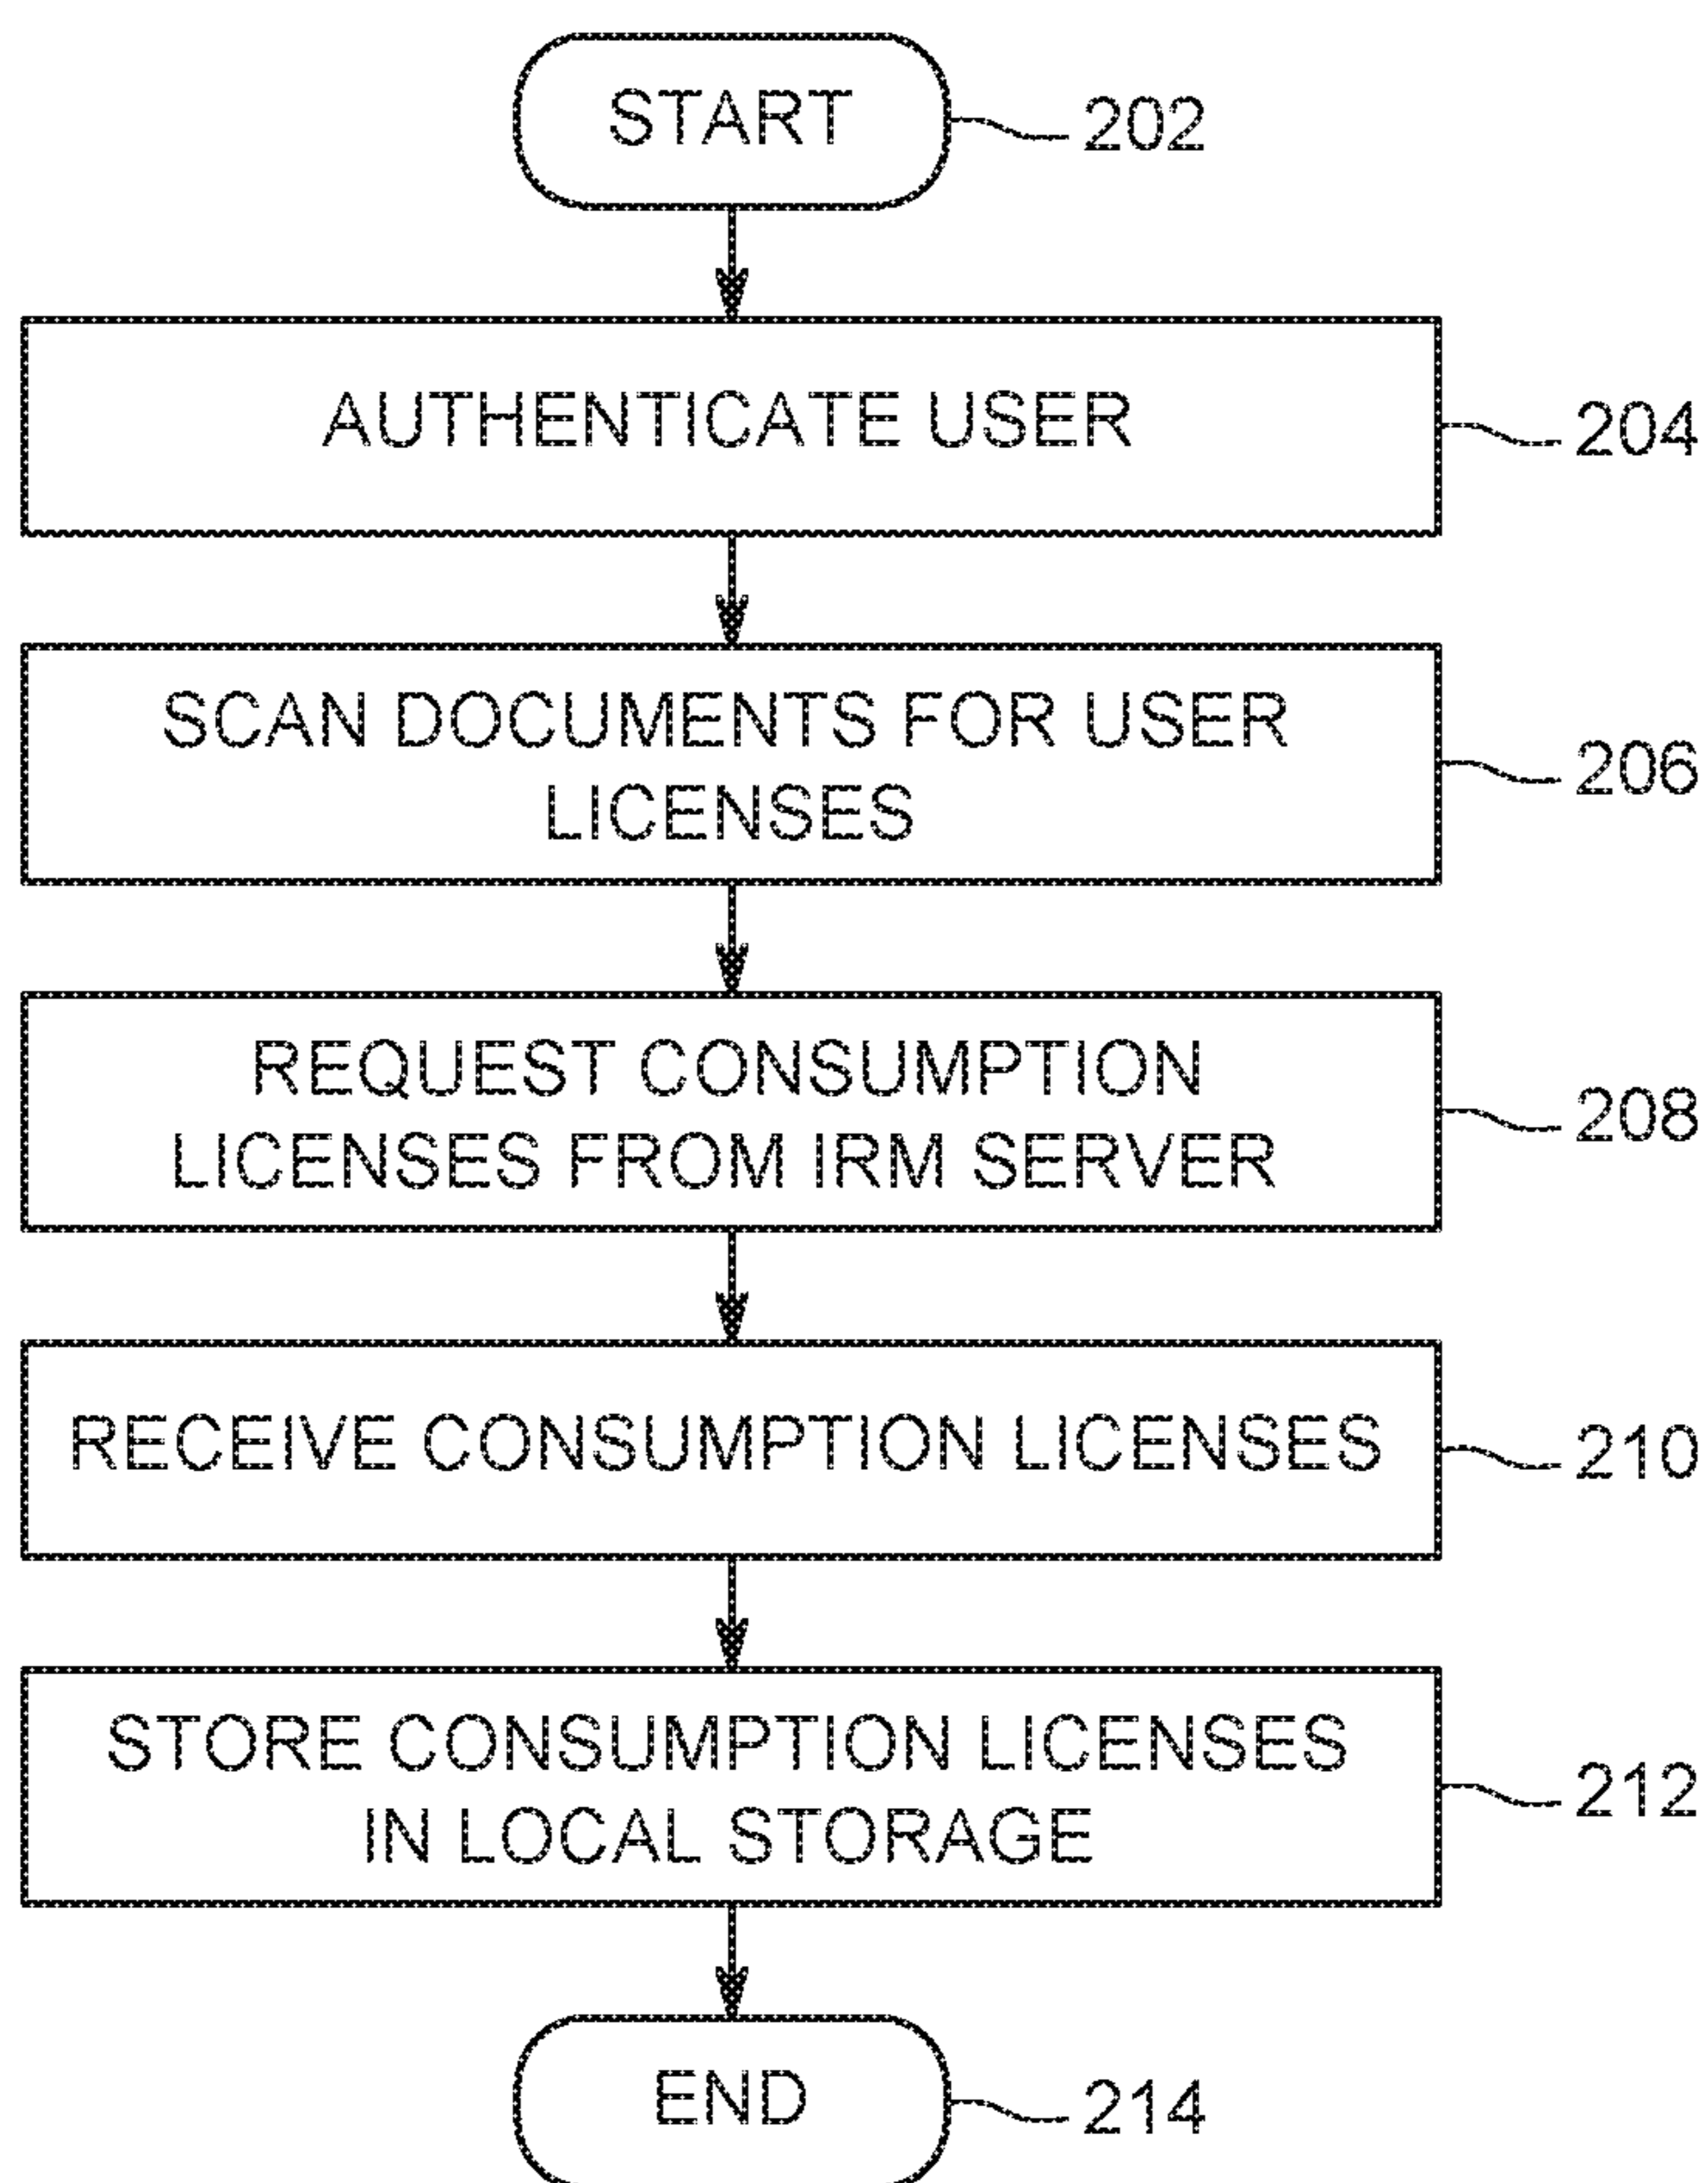 START
202
AUTHENTICATE USER
204
SCAN DOCUMENTS FOR USER
LICENSES
206
REQUEST CONSUMPTION
LICENSES FROM IRM SERVER
208
RECEIVE CONSUMPTION LICENSES
210
STORE CONSUMPTION LICENSES
IN LOCAL STORAGE
212
END
214